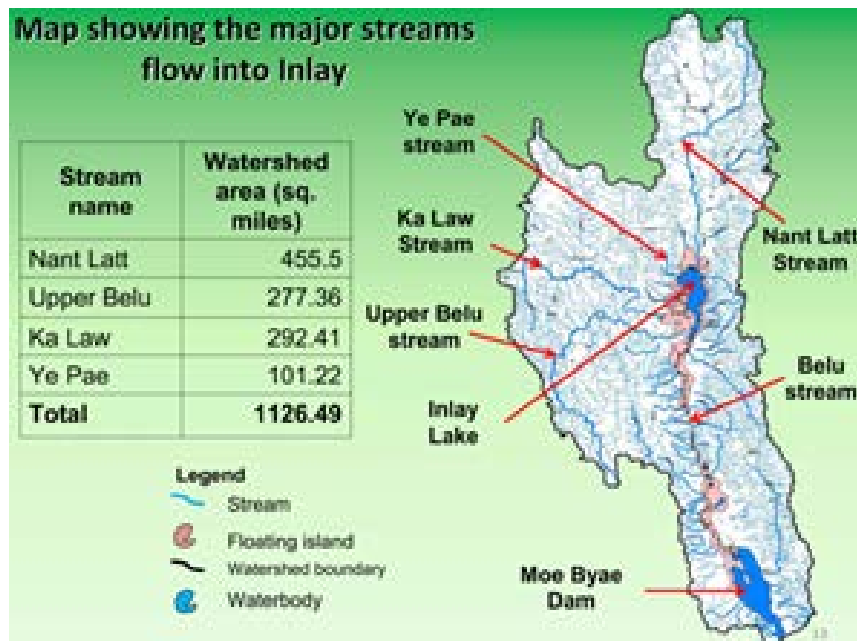 Map showing the major streams
flow into Inlay
Stream
name
Watershed
area (sq.
miles)
Nant Latt 455.5
Upper Belu 277.36
Ka Law 292.41
Ye Pae 101.22
Total 1126.49
Legend
Stream
Floating island
Watershed boundary
Waterbody
Ye Pae
stream
Ka Law
Stream
Upper Belu
stream
Inlay
Lake
Nant Latt
Stream
Belu
stream
Moe Byae
Dam
13